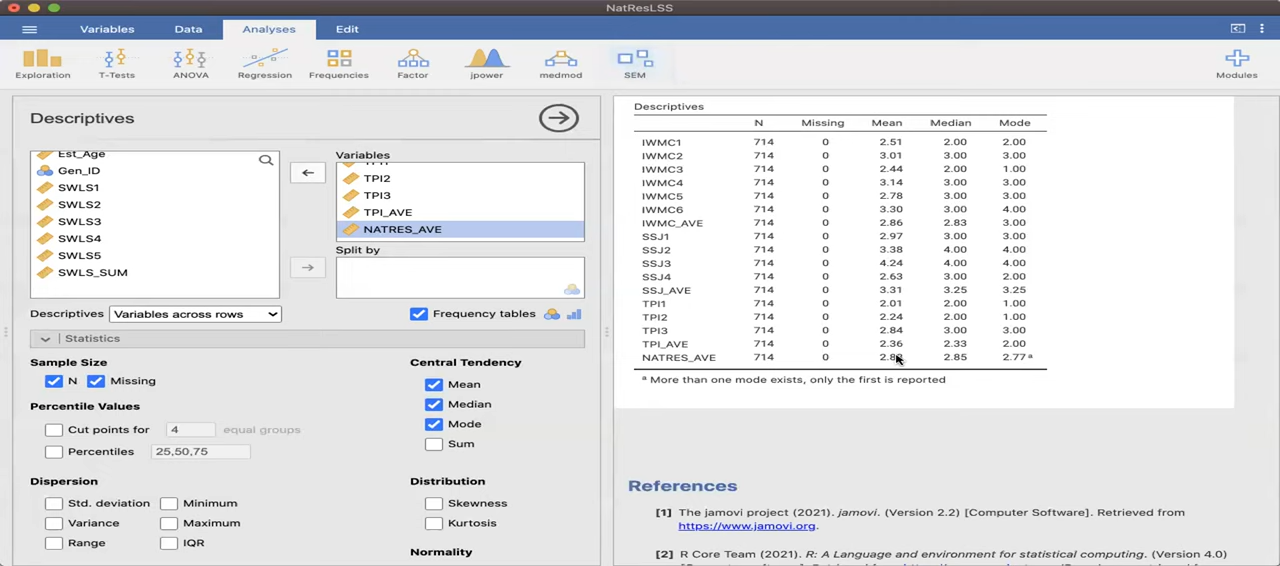 NatResLSS
Variables Data Analyses Edit
Exploration T-Tests ANOVA Regression Frequencies Factor jpower medmod SEM Modules
Descriptives
Est_Age
Gen_ID
SWLS1
SWLS2
SWLS3
SWLS4
SWLS5
SWLS_SUM
Variables
TPI2
TPI3
TPI_AVE
NATRES_AVE
Split by
Descriptives Variables across rows Frequency tables
Statistics
Sample Size
N Missing
Percentile Values
Cut points for 4 equal groups
Percentiles 25,50,75
Dispersion
Std. deviation Minimum
Variance Maximum
Range IQR
Central Tendency
Mean
Median
Mode
Sum
Distribution
Skewness
Kurtosis
Normality
Descriptives
N Missing Mean Median Mode
IWMC1 714 0 2.51 2.00 2.00
IWMC2 714 0 3.01 3.00 3.00
IWMC3 714 0 2.44 2.00 1.00
IWMC4 714 0 3.14 3.00 3.00
IWMC5 714 0 2.78 3.00 3.00
IWMC6 714 0 3.30 3.00 4.00
IWMC_AVE 714 0 2.86 2.83 3.00
SSJ1 714 0 2.97 3.00 3.00
SSJ2 714 0 3.38 4.00 4.00
SSJ3 714 0 4.24 4.00 4.00
SSJ4 714 0 2.63 3.00 2.00
SSJ_AVE 714 0 3.31 3.25 3.25
TPI1 714 0 2.01 2.00 1.00
TPI2 714 0 2.24 2.00 1.00
TPI3 714 0 2.84 3.00 3.00
TPI_AVE 714 0 2.36 2.33 2.00
NATRES_AVE 714 0 2.85 2.77 a
a More than one mode exists, only the first is reported
References
[1] The jamovi project (2021). jamovi. (Version 2.2) [Computer Software]. Retrieved from
https://www.jamovi.org.
[2] R Core Team (2021). R: A Language and environment for statistical computing. (Version 4.0)